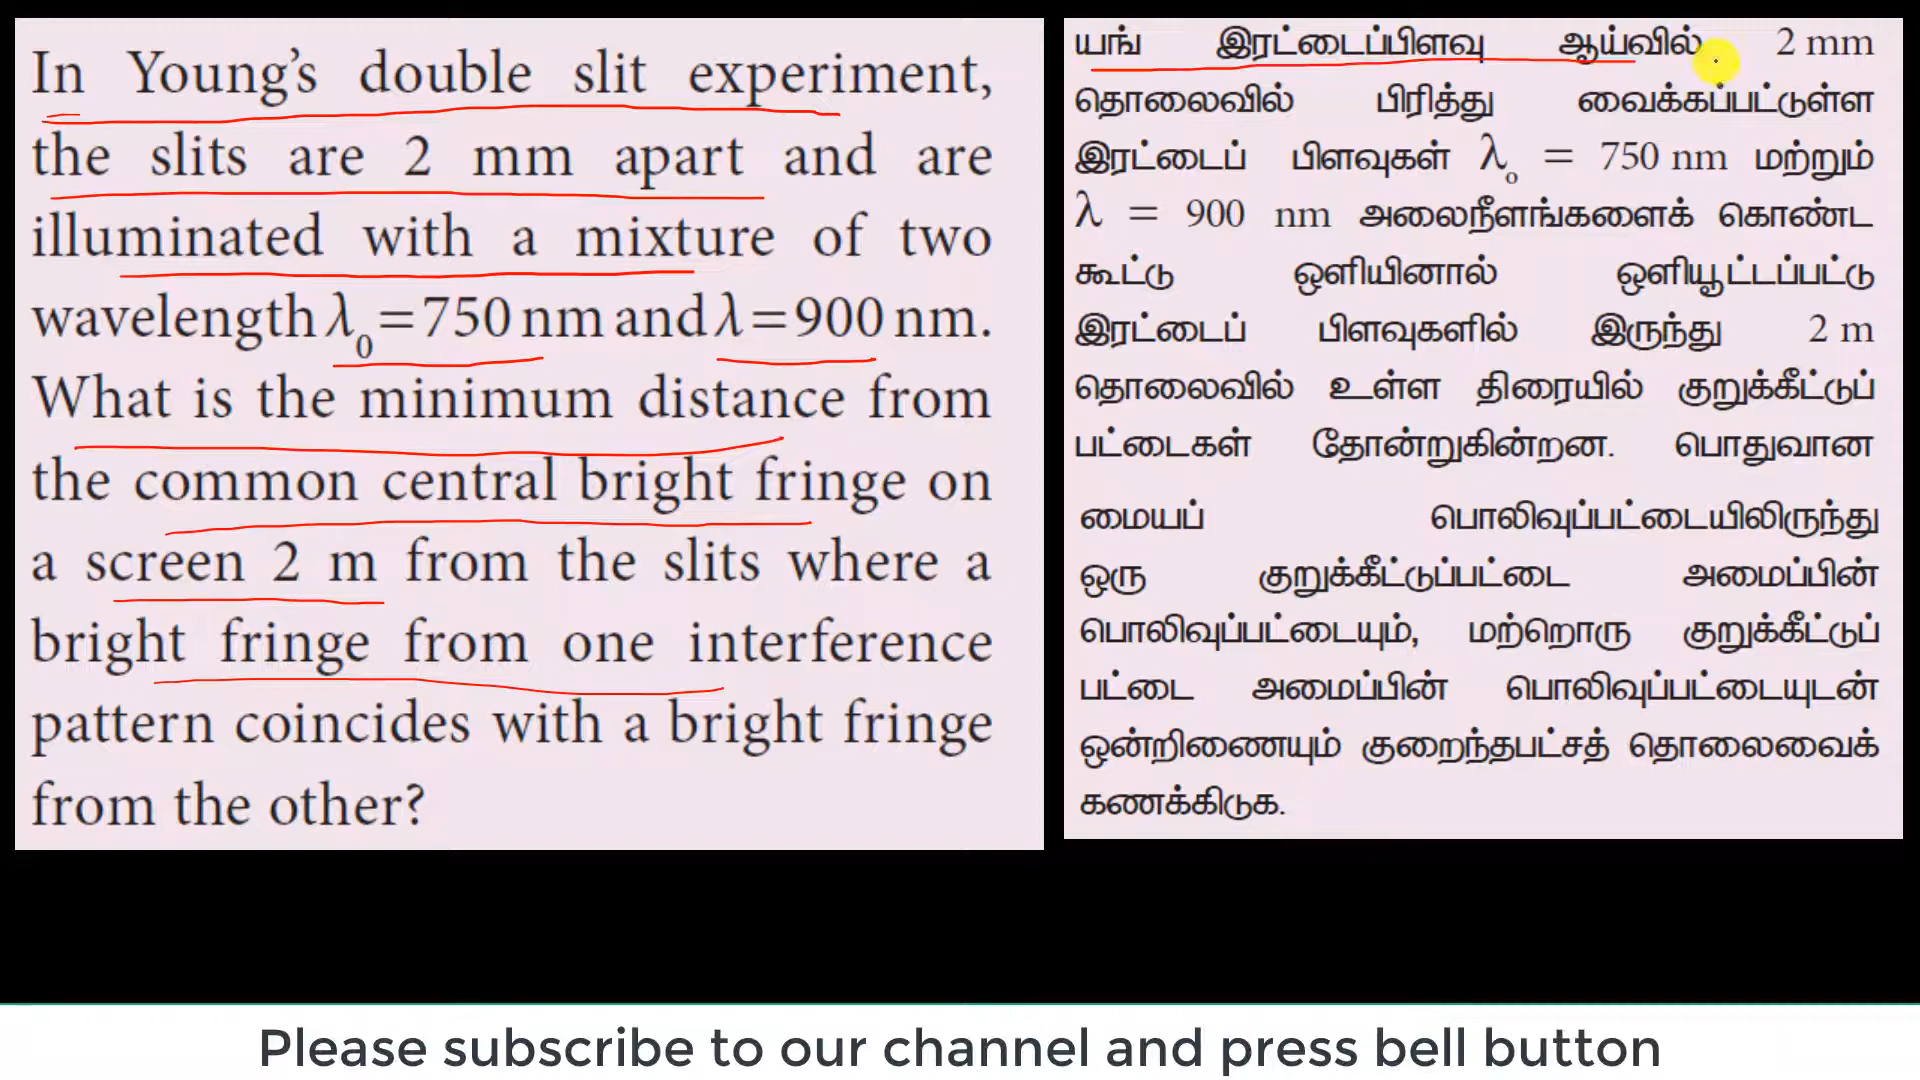 In Young’s double slit experiment,
the slits are 2 mm apart and are
illuminated with a mixture of two
wavelength λ₀ = 750 nm and λ = 900 nm.
What is the minimum distance from
the common central bright fringe on
a screen 2 m from the slits where a
bright fringe from one interference
pattern coincides with a bright fringe
from the other?
யங் இரட்டைப்பிளவு ஆய்வில் 2 mm
தொலைவில் பிரித்து வைக்கப்பட்டுள்ள
இரட்டைப் பிளவுகள் λₒ = 750 nm மற்றும்
λ = 900 nm அலைநீளங்களைக் கொண்ட
கூட்டு ஒளியினால் ஒளியூட்டப்பட்டு
இரட்டைப் பிளவுகளில் இருந்து 2 m
தொலைவில் உள்ள திரையில் குறுக்கீட்டுப்
பட்டைகள் தோன்றுகின்றன. பொதுவான
மையப் பொலிவுப்பட்டையிலிருந்து
ஒரு குறுக்கீட்டுப்பட்டை அமைப்பின்
பொலிவுப்பட்டையும், மற்றொரு குறுக்கீட்டுப்
பட்டை அமைப்பின் பொலிவுப்பட்டையுடன்
ஒன்றிணையும் குறைந்தபட்சத் தொலைவைக்
கணக்கிடுக.
Please subscribe to our channel and press bell button